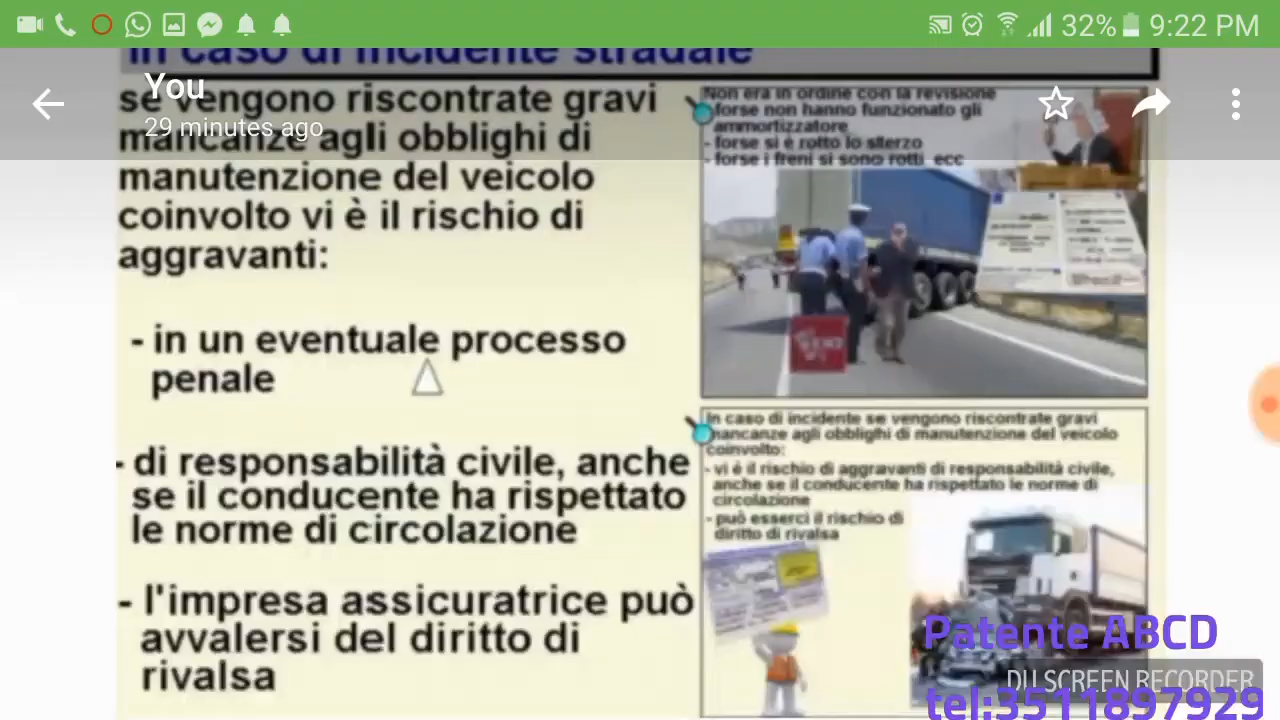 32% 9:22 PM
in caso di incidente stradale
You
29 minutes ago
se vengono riscontrate gravi
mancanze agli obblighi di
manutenzione del veicolo
coinvolto vi è il rischio di
aggravanti:
- in un eventuale processo
penale
- di responsabilità civile, anche
se il conducente ha rispettato
le norme di circolazione
- l'impresa assicuratrice può
avvalersi del diritto di
rivalsa
Non era in ordine con la revisione
- forse non hanno funzionato gli
ammortizzatore
- forse si è rotto lo sterzo
- forse i freni si sono rotti ecc
In caso di incidente se vengono riscontrate gravi
mancanze agli obblighi di manutenzione del veicolo
coinvolto:
- vi è il rischio di aggravanti di responsabilità civile,
anche se il conducente ha rispettato le norme di
circolazione
- può esserci il rischio di
diritto di rivalsa
Patente ABCD
DU SCREEN RECORDER
tel:3511897929